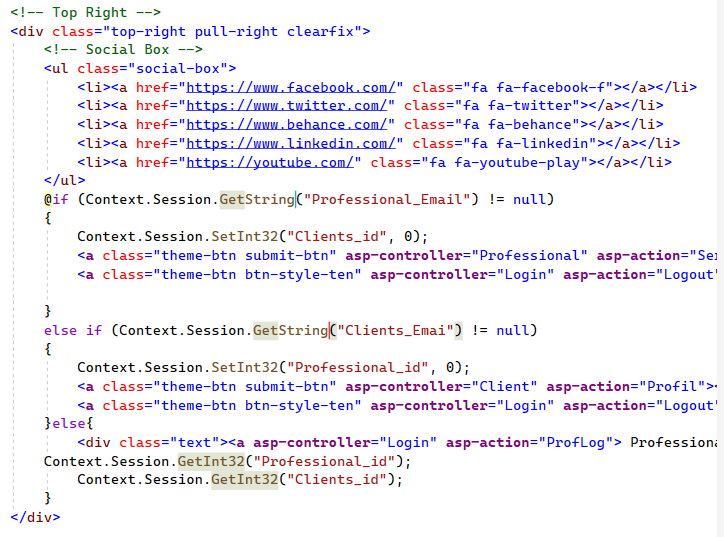 <!-- Top Right -->
<div class="top-right pull-right clearfix">
<!-- Social Box -->
<ul class="social-box">
<li><a href="https://www.facebook.com/" class="fa fa-facebook-f"></a></li>
<li><a href="https://www.twitter.com/" class="fa fa-twitter"></a></li>
<li><a href="https://www.behance.com/" class="fa fa-behance"></a></li>
<li><a href="https://www.linkedin.com/" class="fa fa-linkedin"></a></li>
<li><a href="https://youtube.com/" class="fa fa-youtube-play"></a></li>
</ul>
@if (Context.Session.GetString("Professional_Email") != null)
{
Context.Session.SetInt32("Clients_id", 0);
<a class="theme-btn submit-btn" asp-controller="Professional" asp-action="Se
<a class="theme-btn btn-style-ten" asp-controller="Login" asp-action="Logout"
}
else if (Context.Session.GetString("Clients_Emai") != null)
{
Context.Session.SetInt32("Professional_id", 0);
<a class="theme-btn submit-btn" asp-controller="Client" asp-action="Profil"><
<a class="theme-btn btn-style-ten" asp-controller="Login" asp-action="Logout"
}else{
<div class="text"><a asp-controller="Login" asp-action="ProfLog"> Professiona
Context.Session.GetInt32("Professional_id");
Context.Session.GetInt32("Clients_id");
}
</div>